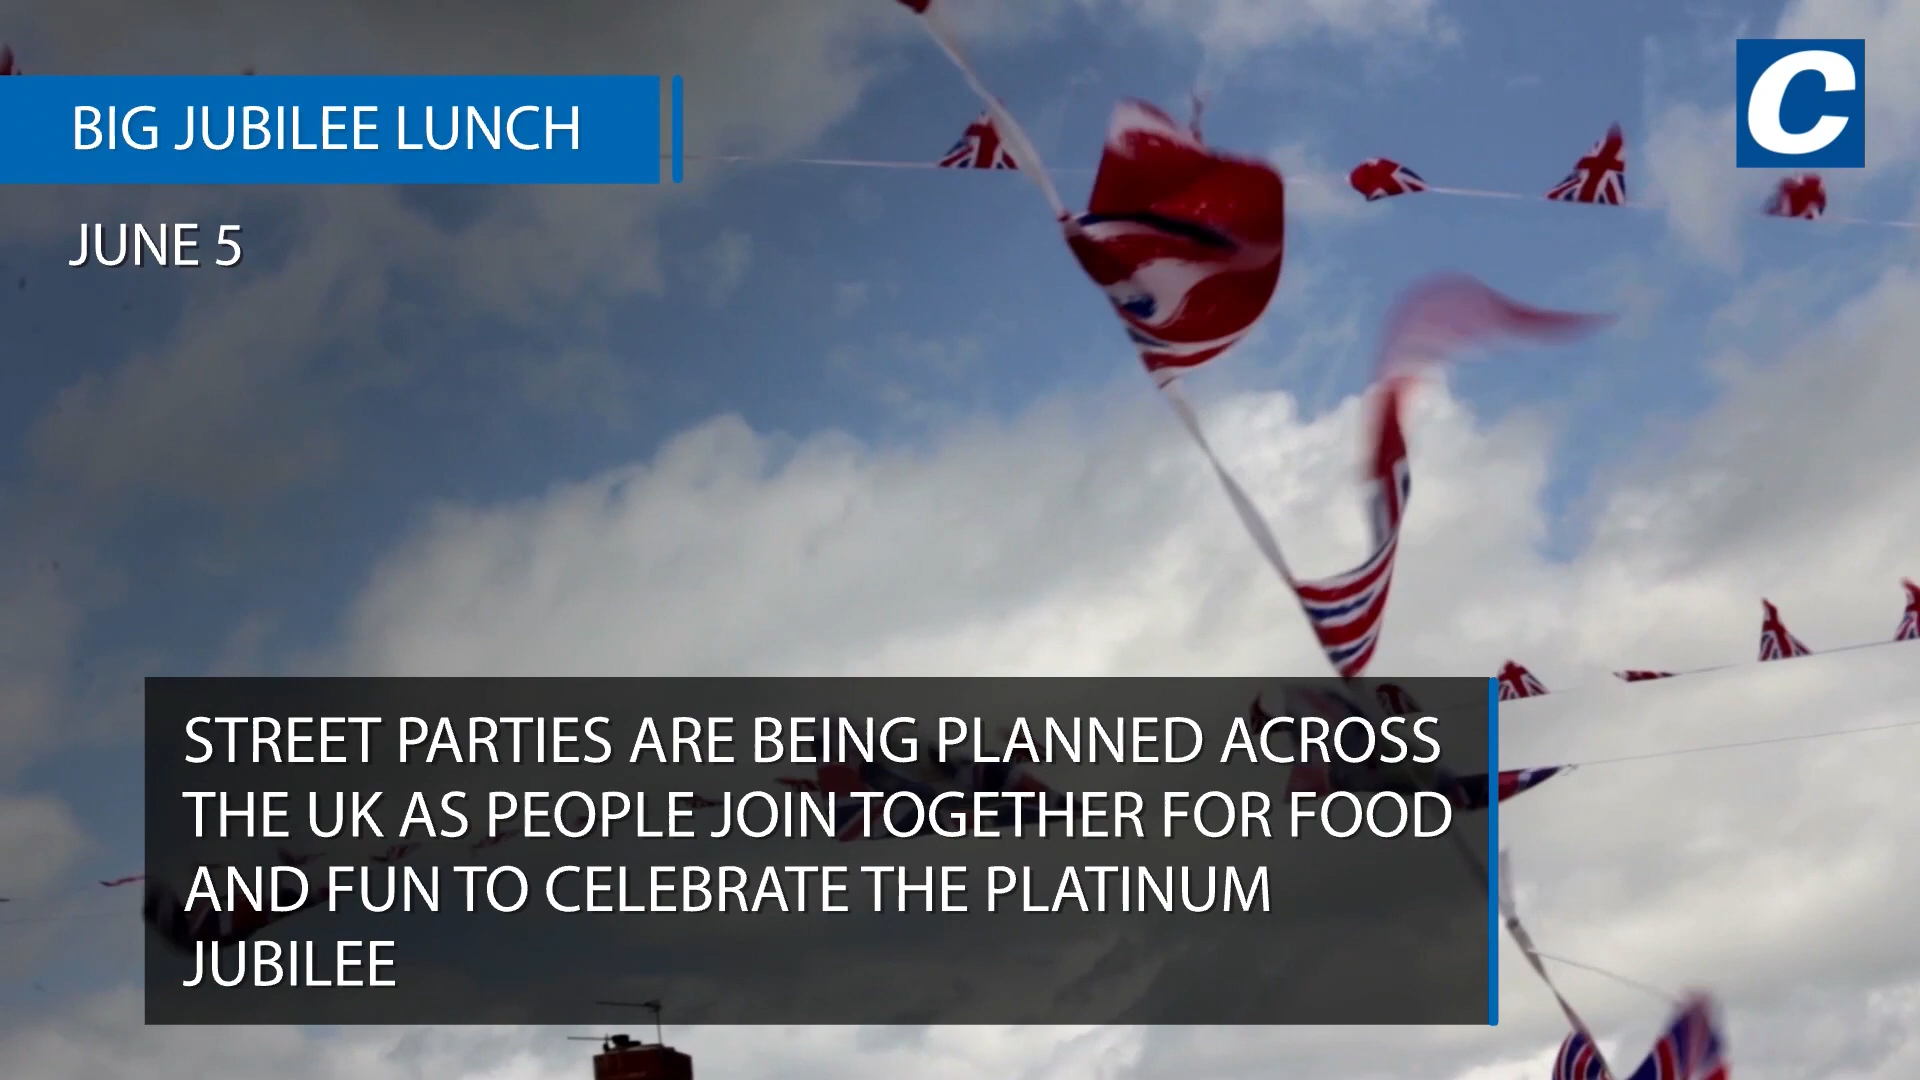 BIG JUBILEE LUNCH
C
JUNE 5
STREET PARTIES ARE BEING PLANNED ACROSS
THE UK AS PEOPLE JOIN TOGETHER FOR FOOD
AND FUN TO CELEBRATE THE PLATINUM
JUBILEE